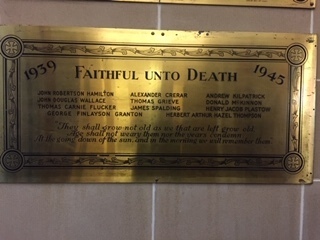 1939 FAITHFUL UNTO DEATH 1945
JOHN ROBERTSON HAMILTON ALEXANDER CRERAR ANDREW KILPATRICK
JOHN DOUGLAS WALLACE THOMAS GRIEVE DONALD McKINNON
THOMAS CARNIE FLUCKER JAMES SPALDING HENRY JACOB PLASTOW
GEORGE FINLAYSON GRANTON HERBERT ARTHUR HAZEL THOMSON
They shall grow not old as us that are left grow old
Age shall not weary them nor the years condemn
At the going down of the sun, and in the morning we will remember them.